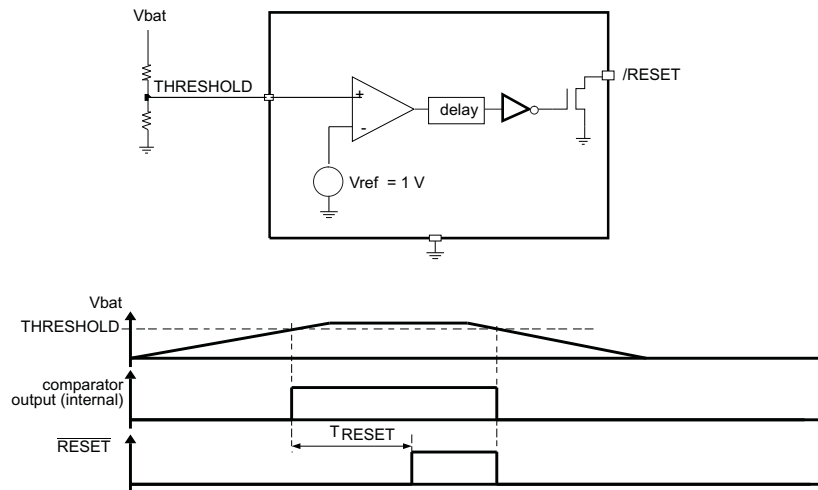 Vbat
THRESHOLD
+
-
delay
/RESET
Vref = 1 V
Vbat
THRESHOLD
comparator
output (internal)
TRESET
RESET